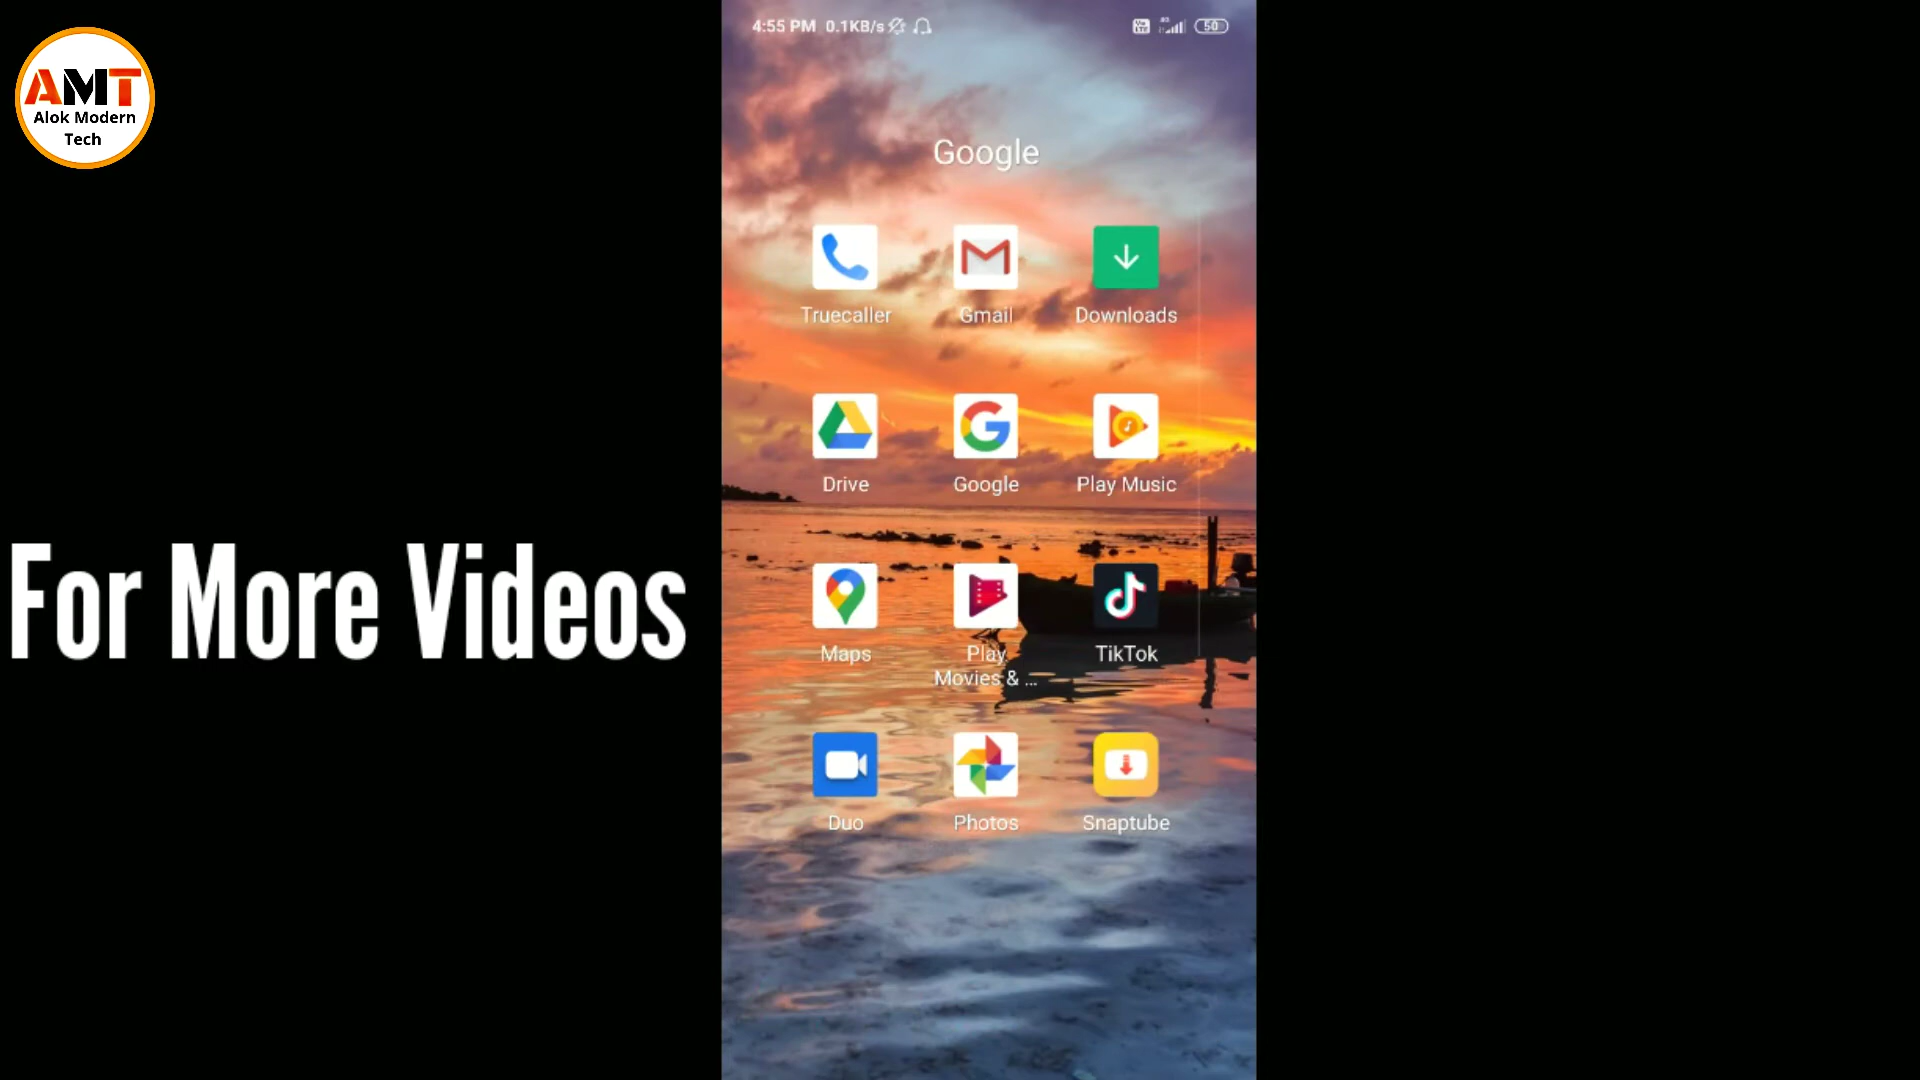 AMT
Alok Modern
Tech
For More Videos
4:55 PM 0.1KB/s
50
Google
Truecaller
Gmail
Downloads
Drive
Google
Play Music
Maps
Play
Movies & ...
TikTok
Duo
Photos
Snaptube